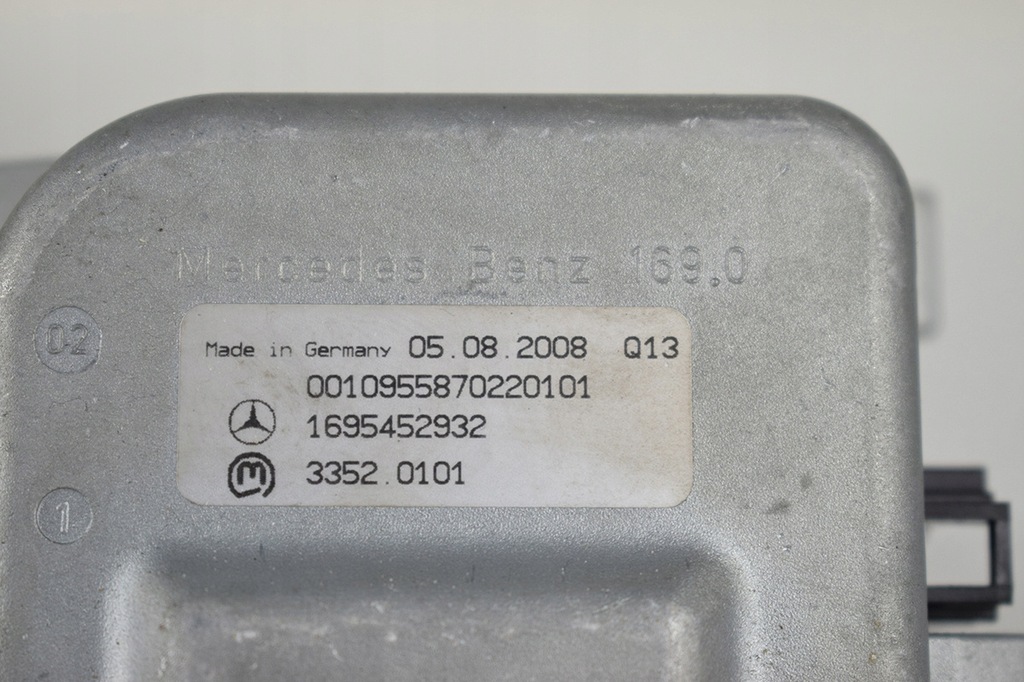 Mercedes Benz 169.0
02
Made in Germany 05.08.2008 Q13
0010955870220101
1695452932
M 3352.0101
1